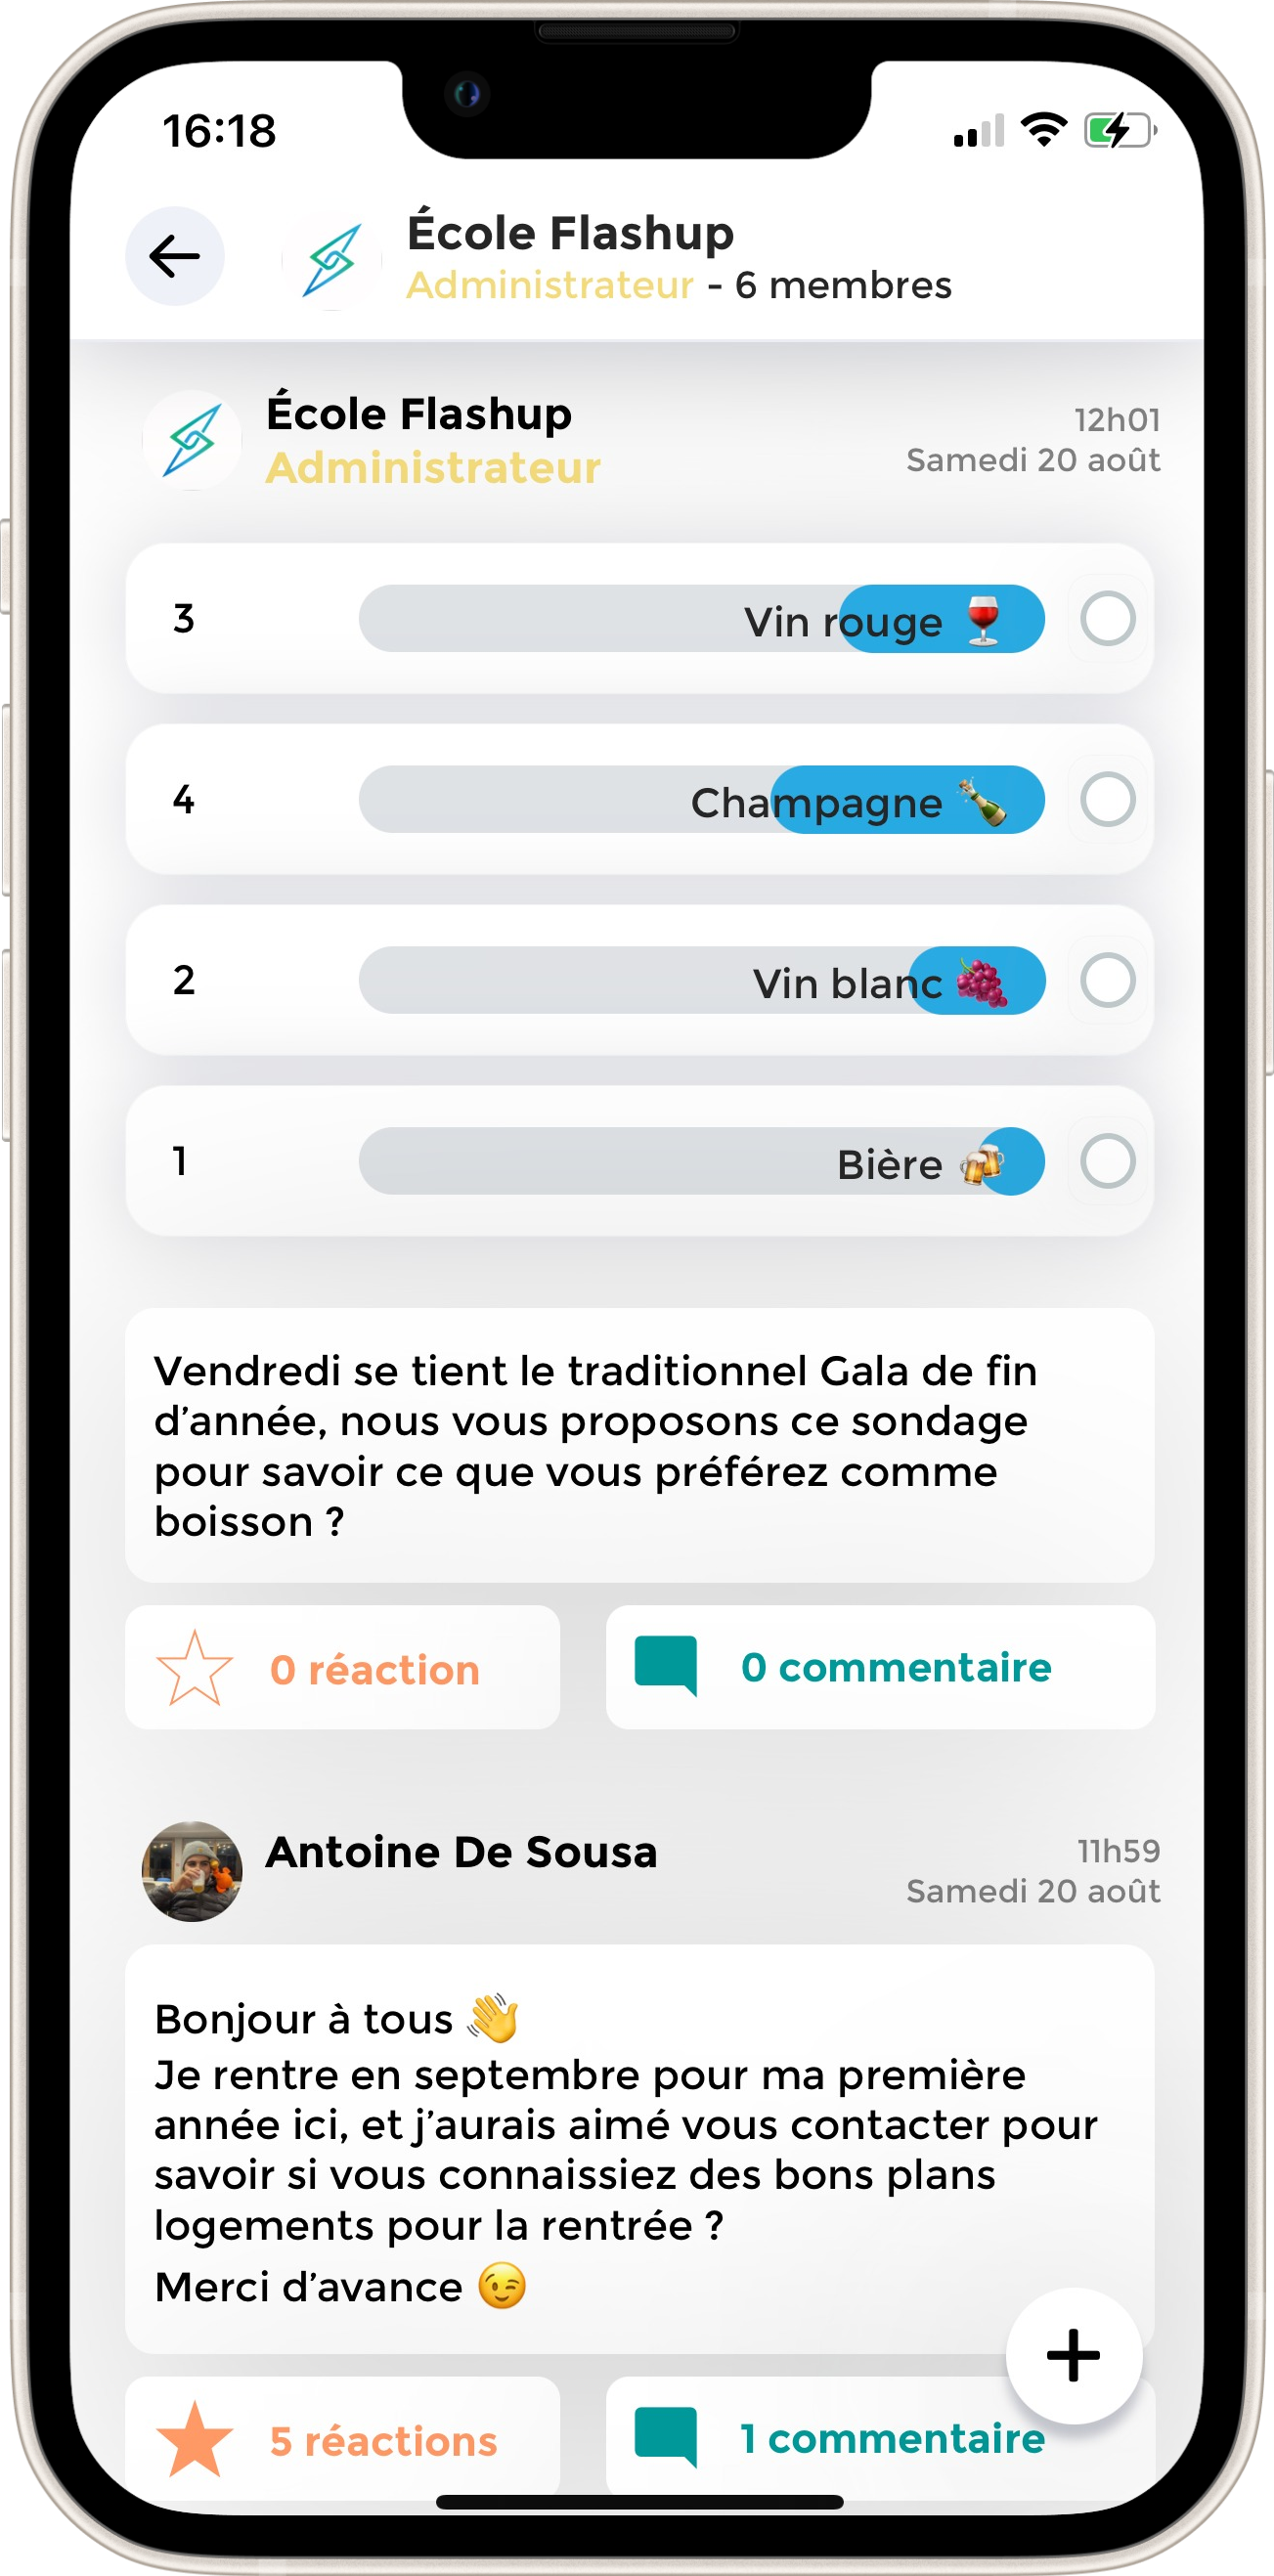 16:18
École Flashup
Administrateur - 6 membres
École Flashup
Administrateur
12h01
Samedi 20 août
3
Vin rouge 🍷
4
Champagne 🍾
2
Vin blanc 🍇
1
Bière 🍻
Vendredi se tient le traditionnel Gala de fin
d’année, nous vous proposons ce sondage
pour savoir ce que vous préférez comme
boisson ?
0 réaction
0 commentaire
Antoine De Sousa
11h59
Samedi 20 août
Bonjour à tous 👋
Je rentre en septembre pour ma première
année ici, et j’aurais aimé vous contacter pour
savoir si vous connaissiez des bons plans
logements pour la rentrée ?
Merci d’avance 😉
5 réactions
1 commentaire